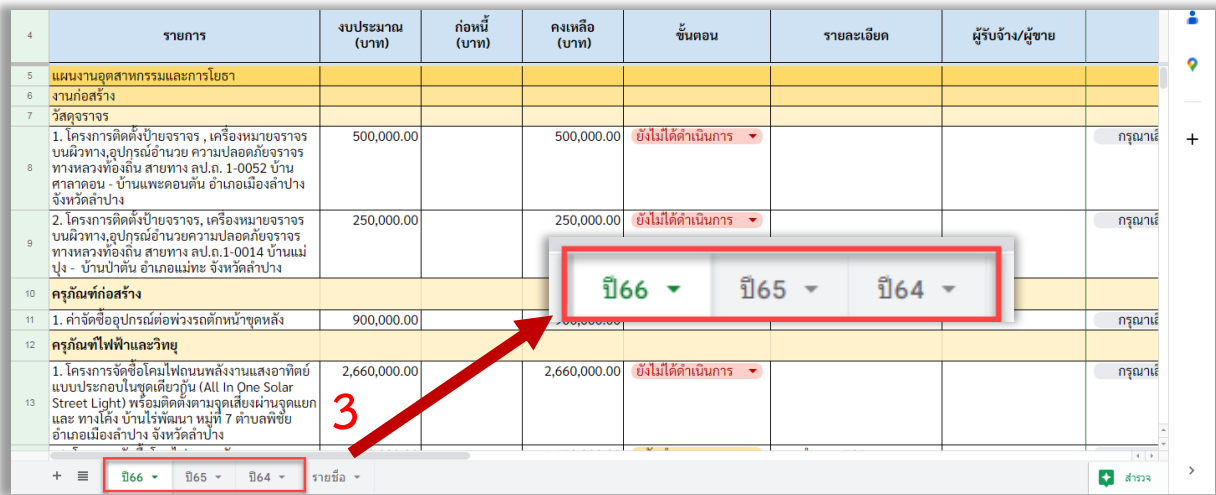 4 รายการ งบประมาณ ก่อหนี้ คงเหลือ ขั้นตอน รายละเอียด ผู้รับจ้าง/ผู้ขาย
(บาท) (บาท) (บาท)
5 แผนงานอุตสาหกรรมและการโยธา
6 งานก่อสร้าง
7 วัสดุจราจร
1. โครงการติดตั้งป้ายจราจร , เครื่องหมายจราจร 500,000.00 500,000.00 ยังไม่ได้ดำเนินการ กรุณาเลื
บนผิวทาง,อุปกรณ์อำนวย ความปลอดภัยจราจร
8 ทางหลวงท้องถิ่น สายทาง ลป.ถ. 1-0052 บ้าน
ศาลาดอน - บ้านแพะดอนตัน อำเภอเมืองลำปาง
จังหวัดลำปาง
2. โครงการติดตั้งป้ายจราจร, เครื่องหมายจราจร 250,000.00 250,000.00 ยังไม่ได้ดำเนินการ กรุณาเลื
บนผิวทาง,อุปกรณ์อำนวยความปลอดภัยจราจร
9 ทางหลวงท้องถิ่น สายทาง ลป.ถ.1-0014 บ้านแม่
ปุง - บ้านป่าตัน อำเภอแม่ทะ จังหวัดลำปาง
ปี66 ปี65 ปี64
10 ครุภัณฑ์ก่อสร้าง
11 1. ค่าจัดซื้ออุปกรณ์ต่อพ่วงรถตักหน้าขุดหลัง 900,000.00 กรุณาเลื
12 ครุภัณฑ์ไฟฟ้าและวิทยุ
1. โครงการจัดซื้อโคมไฟถนนพลังงานแสงอาทิตย์ 2,660,000.00 2,660,000.00 ยังไม่ได้ดำเนินการ กรุณาเลื
แบบประกอบในชุดเดียวกัน (All In One Solar
13 Street Light) พร้อมติดตั้งตามจุดเสี่ยงผ่านจุดแยก
และ ทางโค้ง บ้านไร่พัฒนา หมู่ที่ 7 ตำบลพิชัย
อำเภอเมืองลำปาง จังหวัดลำปาง
3
ปี66 ปี65 ปี64 รายชื่อ สำรวจ